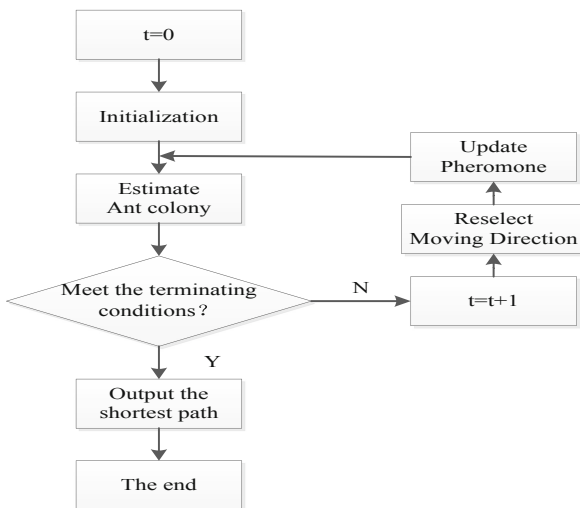 t=0
Initialization
Estimate
Ant colony
Meet the terminating
conditions?
N
Y
Output the
shortest path
The end
Update
Pheromone
Reselect
Moving Direction
t=t+1